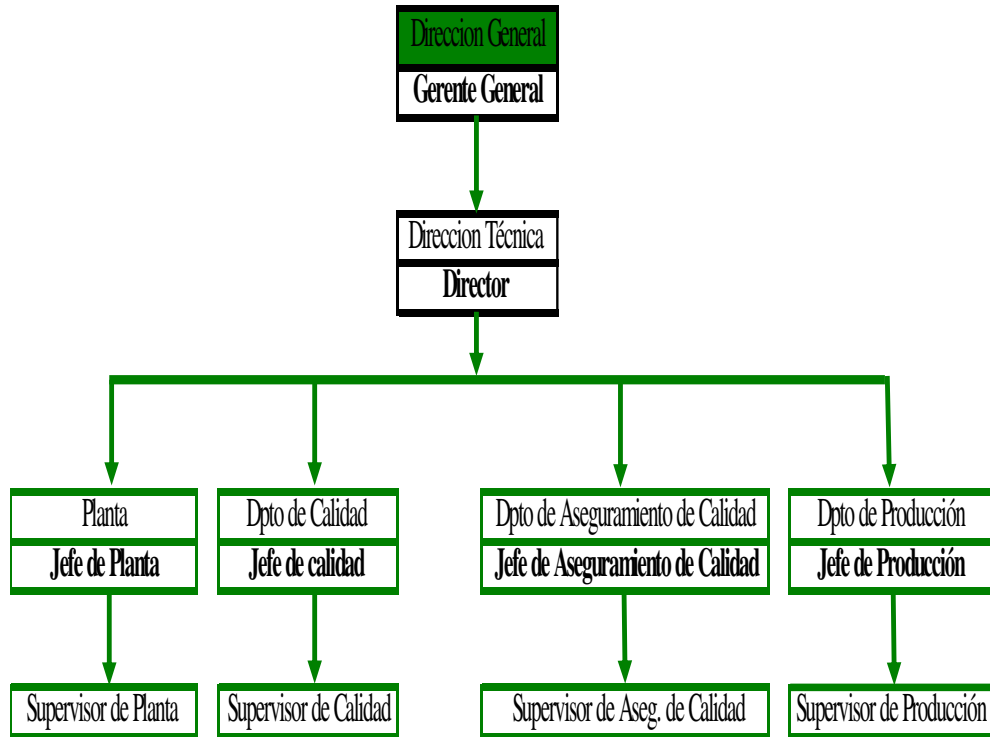 Direccion General
Gerente General
Direccion Técnica
Director
Planta
Jefe de Planta
Dpto de Calidad
Jefe de calidad
Dpto de Aseguramiento de Calidad
Jefe de Aseguramiento de Calidad
Dpto de Producción
Jefe de Producción
Supervisor de Planta
Supervisor de Calidad
Supervisor de Aseg. de Calidad
Supervisor de Producción